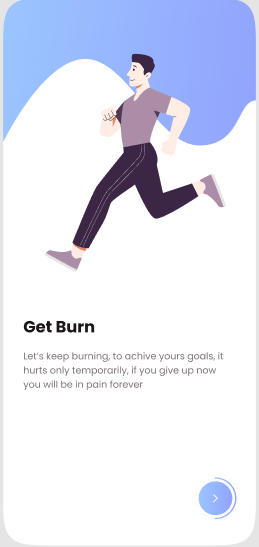 Get Burn
Let's keep burning, to achive yours goals, it
hurts only temporarily, if you give up now
you will be in pain forever